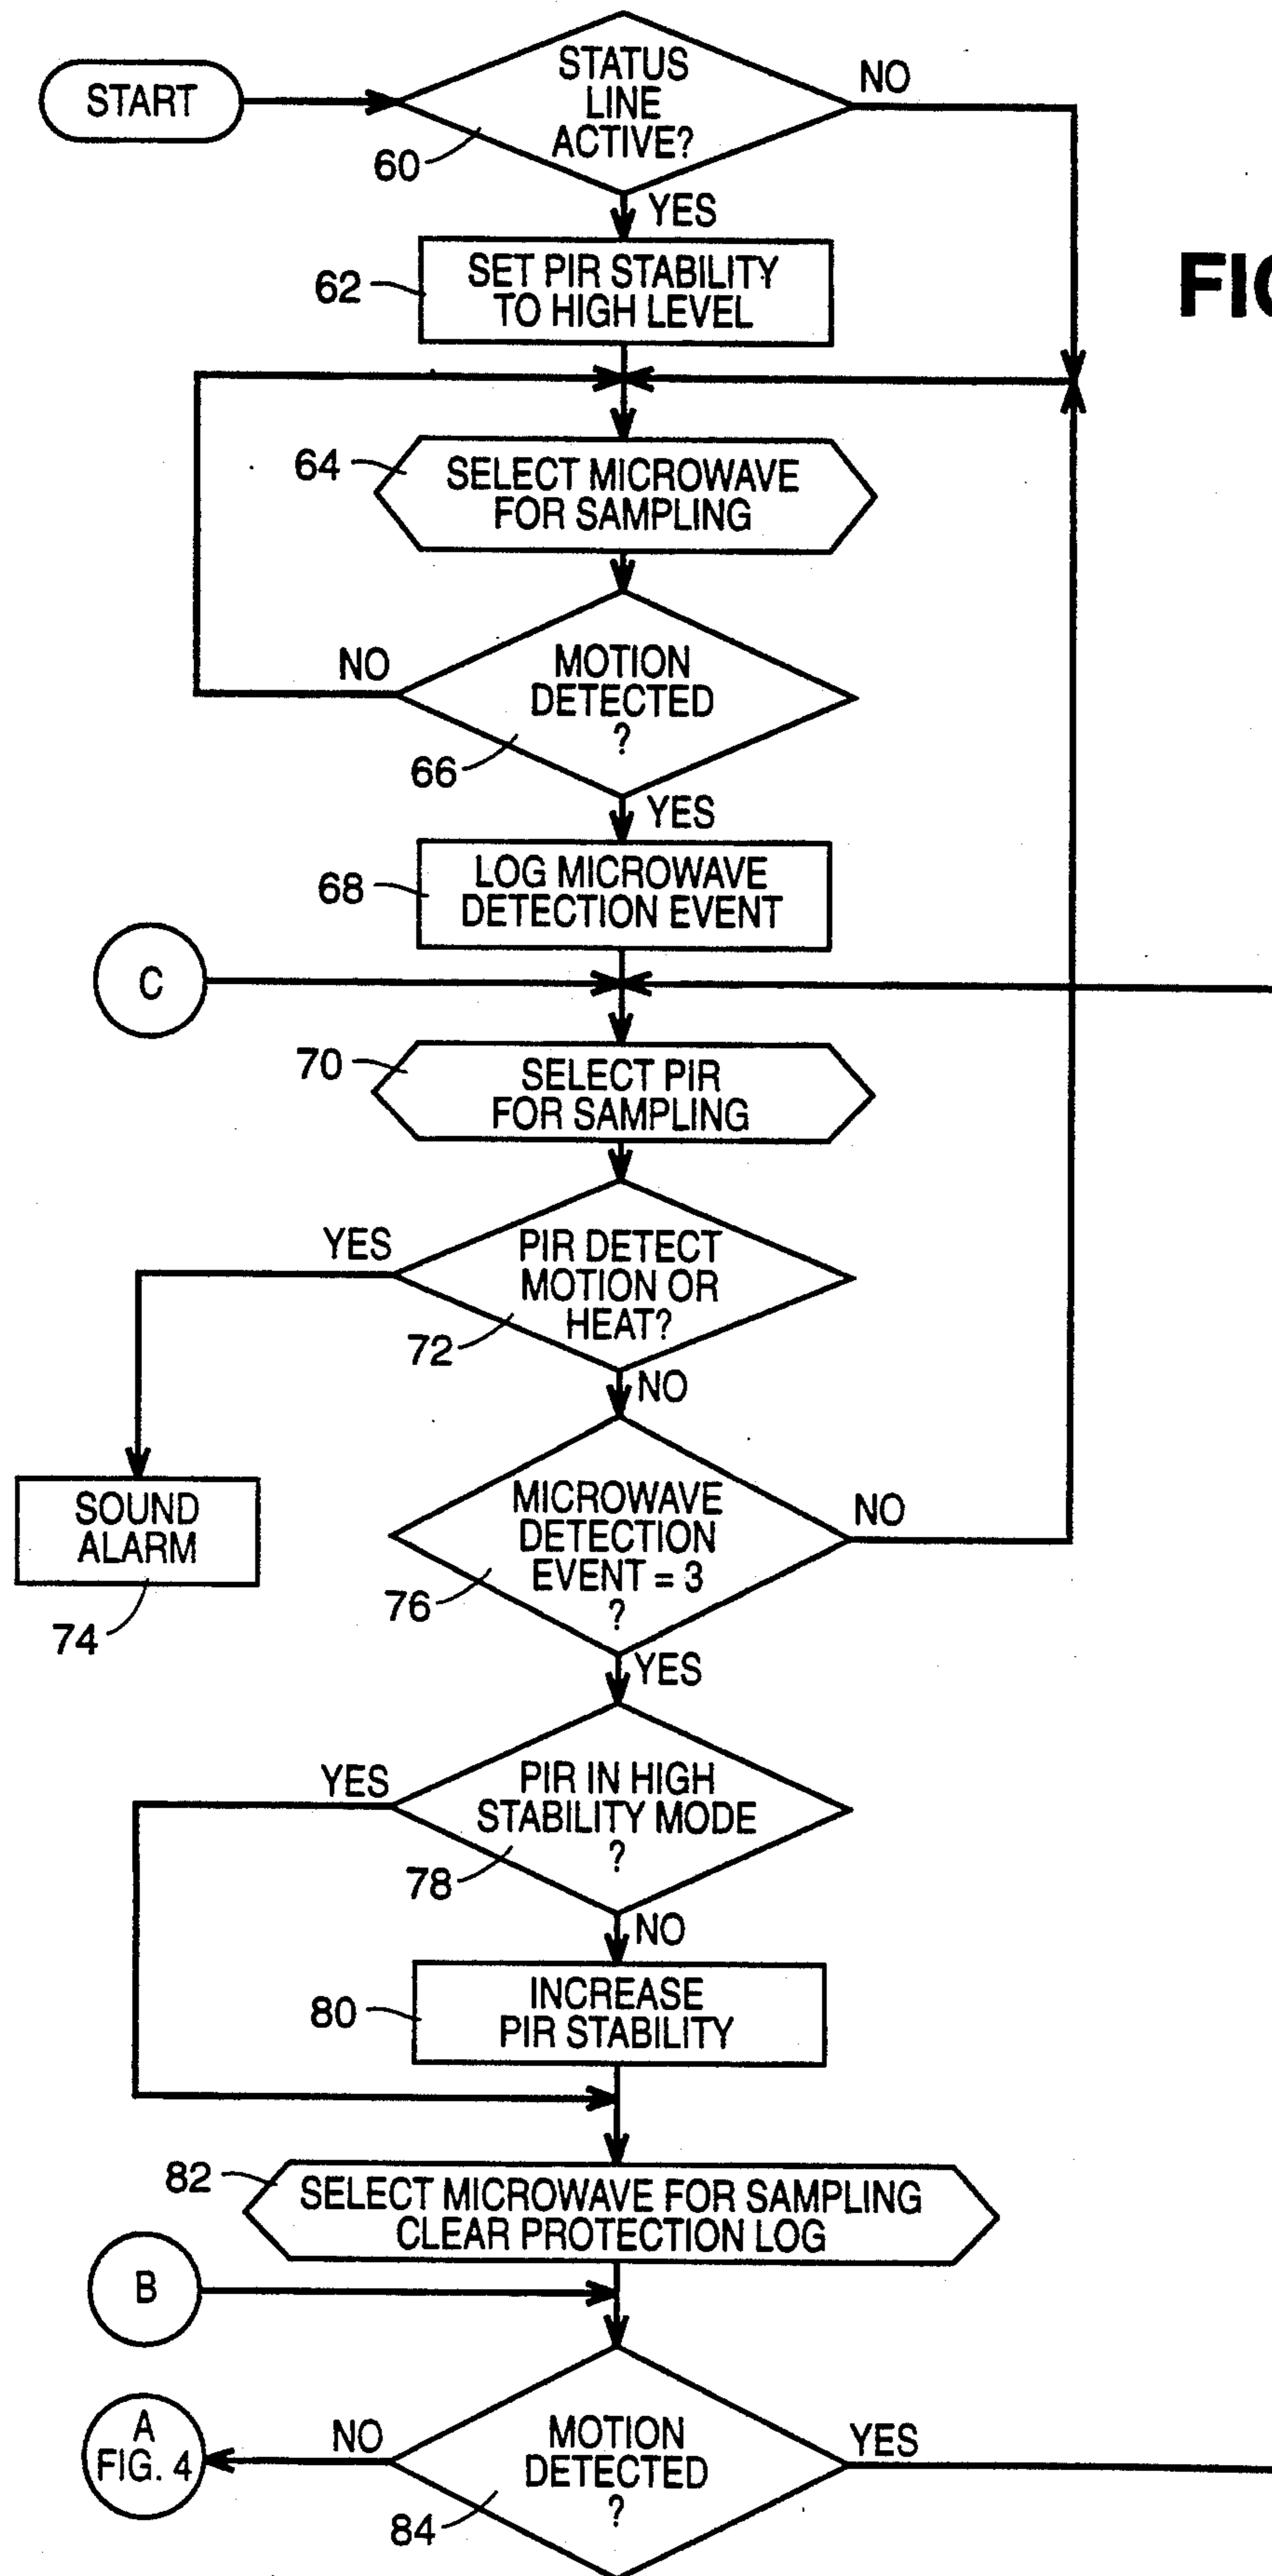 START
STATUS
LINE
ACTIVE?
NO
60
YES
SET PIR STABILITY
TO HIGH LEVEL
62
FIG
64
SELECT MICROWAVE
FOR SAMPLING
NO
MOTION
DETECTED
?
66
YES
LOG MICROWAVE
DETECTION EVENT
68
C
70
SELECT PIR
FOR SAMPLING
YES
PIR DETECT
MOTION OR
HEAT?
72
NO
SOUND
ALARM
74
MICROWAVE
DETECTION
EVENT = 3
?
NO
76
YES
YES
PIR IN HIGH
STABILITY MODE
?
78
NO
INCREASE
PIR STABILITY
80
82
SELECT MICROWAVE FOR SAMPLING
CLEAR PROTECTION LOG
B
A
FIG. 4
NO
MOTION
DETECTED
?
YES
84